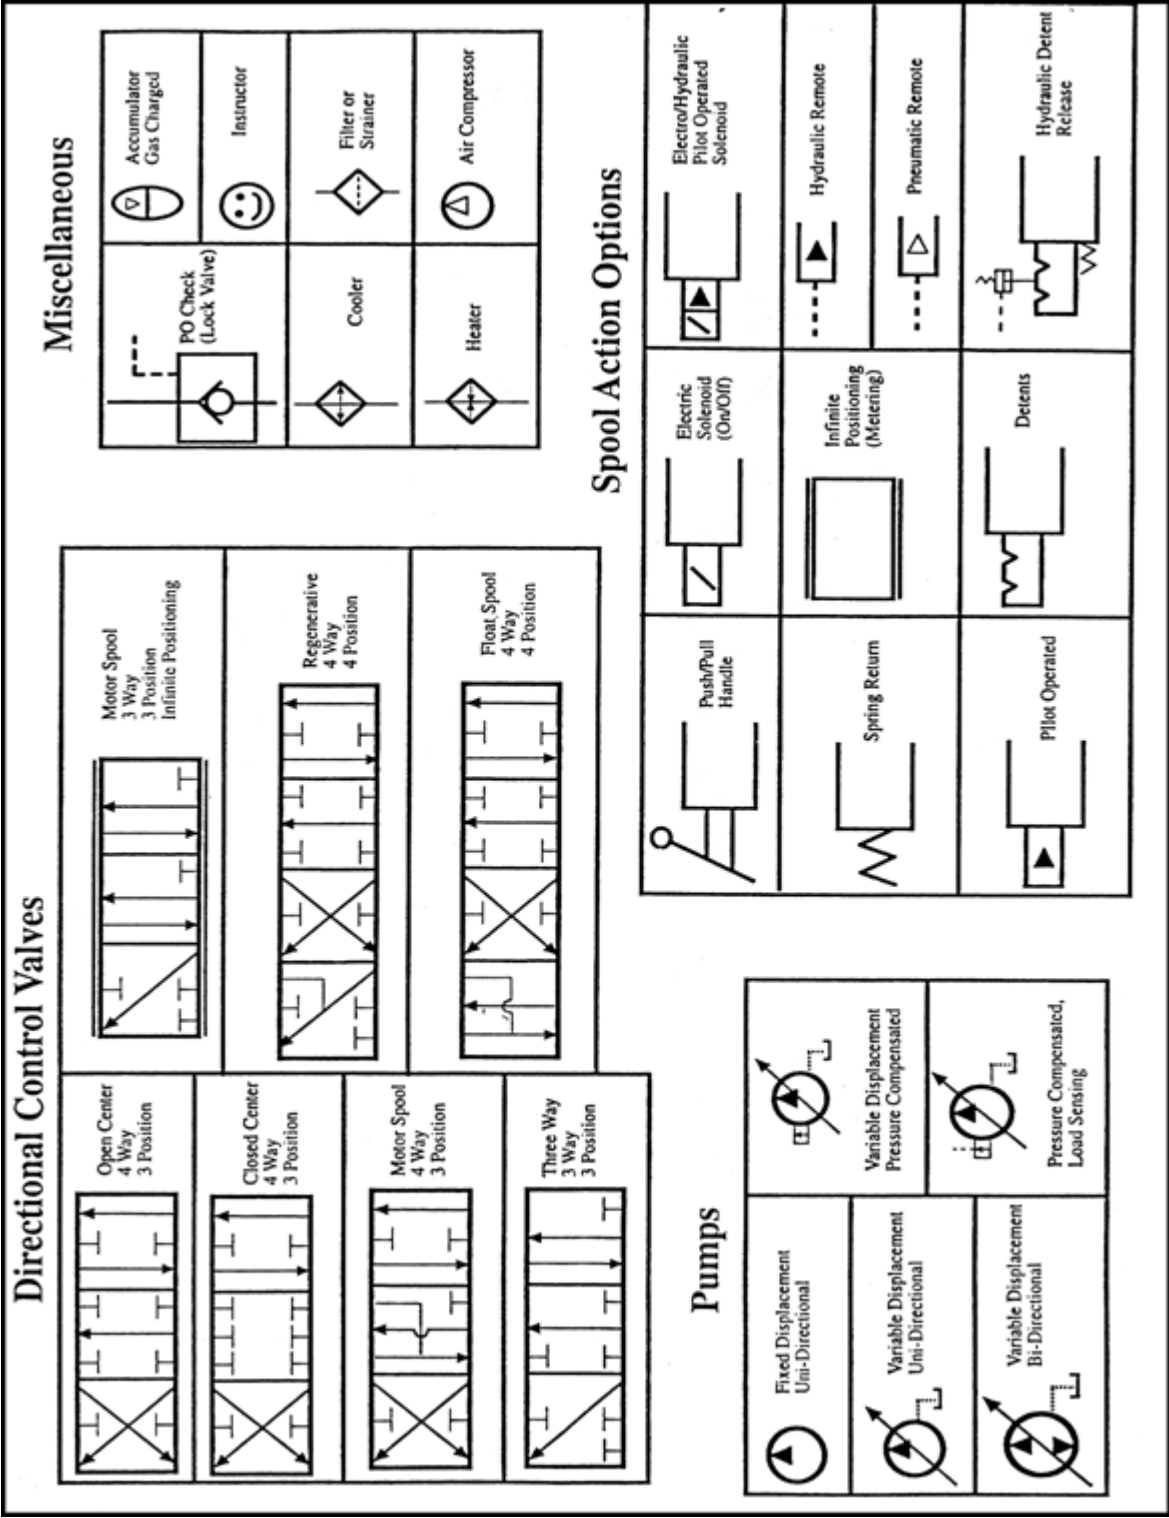 Directional Control Valves
Open Center
4 Way
3 Position
Closed Center
4 Way
3 Position
Motor Spool
4 Way
3 Position
Three Way
3 Way
3 Position
Motor Spool
3 Way
3 Position
Infinite Positioning
Regenerative
4 Way
4 Position
Float Spool
4 Way
4 Position
Miscellaneous
PO Check
(Lock Valve)
Cooler
Heater
Accumulator
Gas Charged
Instructor
Filter or
Strainer
Air Compressor
Pumps
Fixed Displacement
Uni-Directional
Variable Displacement
Uni-Directional
Variable Displacement
Bi-Directional
Variable Displacement
Pressure Compensated
Pressure Compensated,
Load Sensing
Spool Action Options
Push/Pull
Handle
Spring Return
Pilot Operated
Electric
Solenoid
(On/Off)
Infinite
Positioning
(Metering)
Detents
Electro/Hydraulic
Pilot Operated
Solenoid
Hydraulic Remote
Pneumatic Remote
Hydraulic Detent
Release